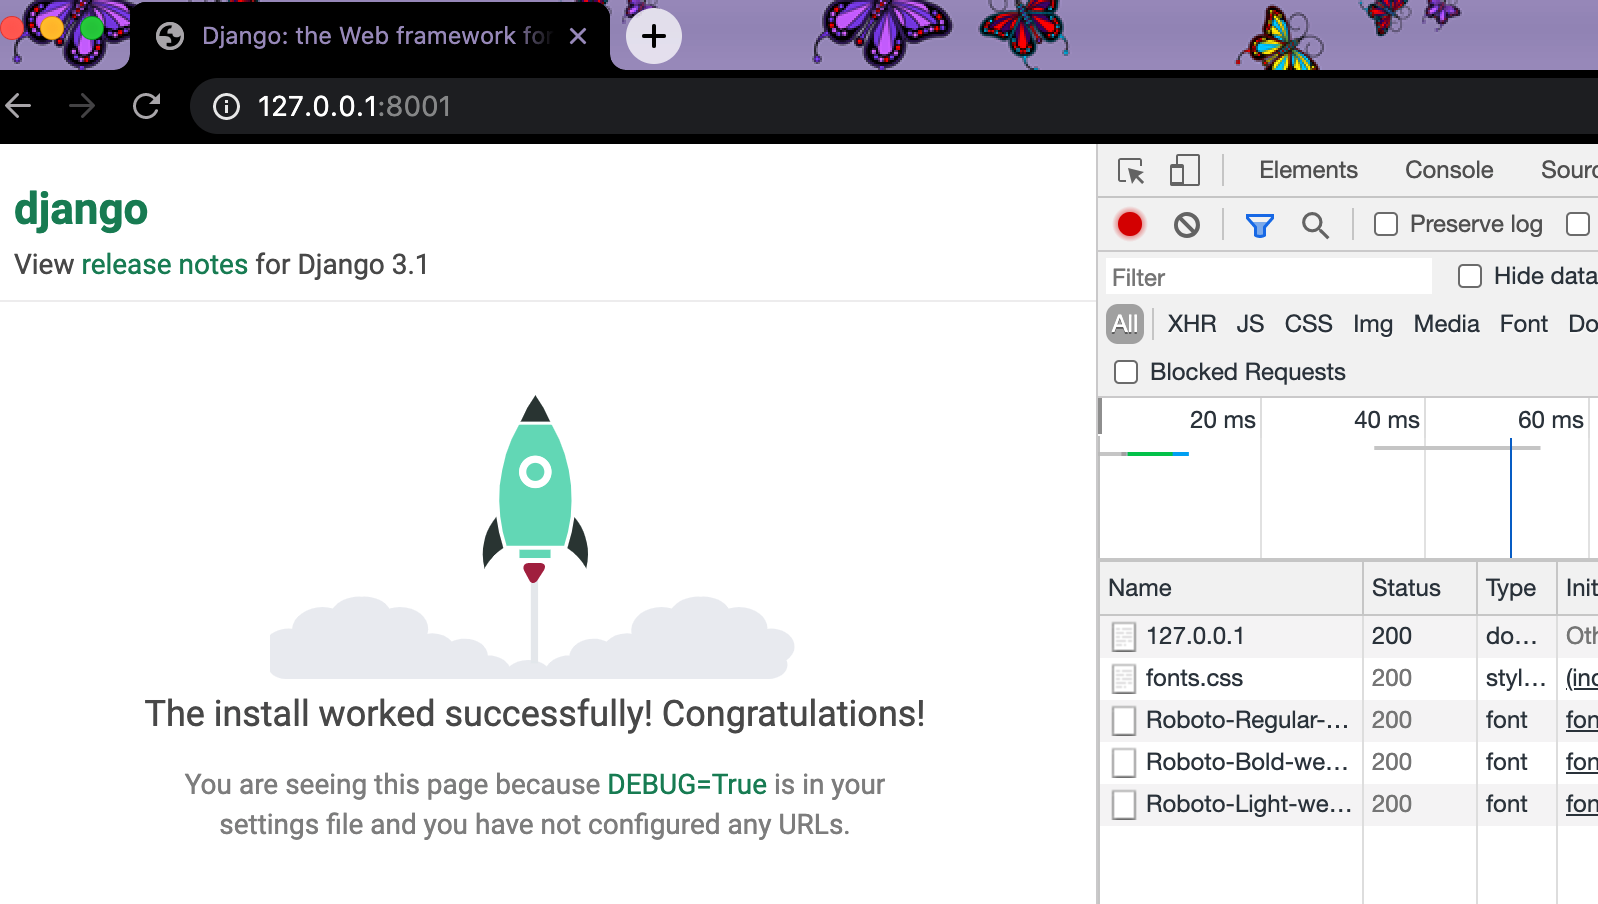 Django: the Web framework for
127.0.0.1:8001
django
View release notes for Django 3.1
The install worked successfully! Congratulations!
You are seeing this page because DEBUG=True is in your
settings file and you have not configured any URLs.
Elements Console Sourc
Preserve log
Filter Hide data
All XHR JS CSS Img Media Font Do
Blocked Requests
20 ms 40 ms 60 ms
Name Status Type Init
127.0.0.1 200 do... Oth
fonts.css 200 styl... (inc
Roboto-Regular-... 200 font fon
Roboto-Bold-we... 200 font fon
Roboto-Light-we... 200 font fon